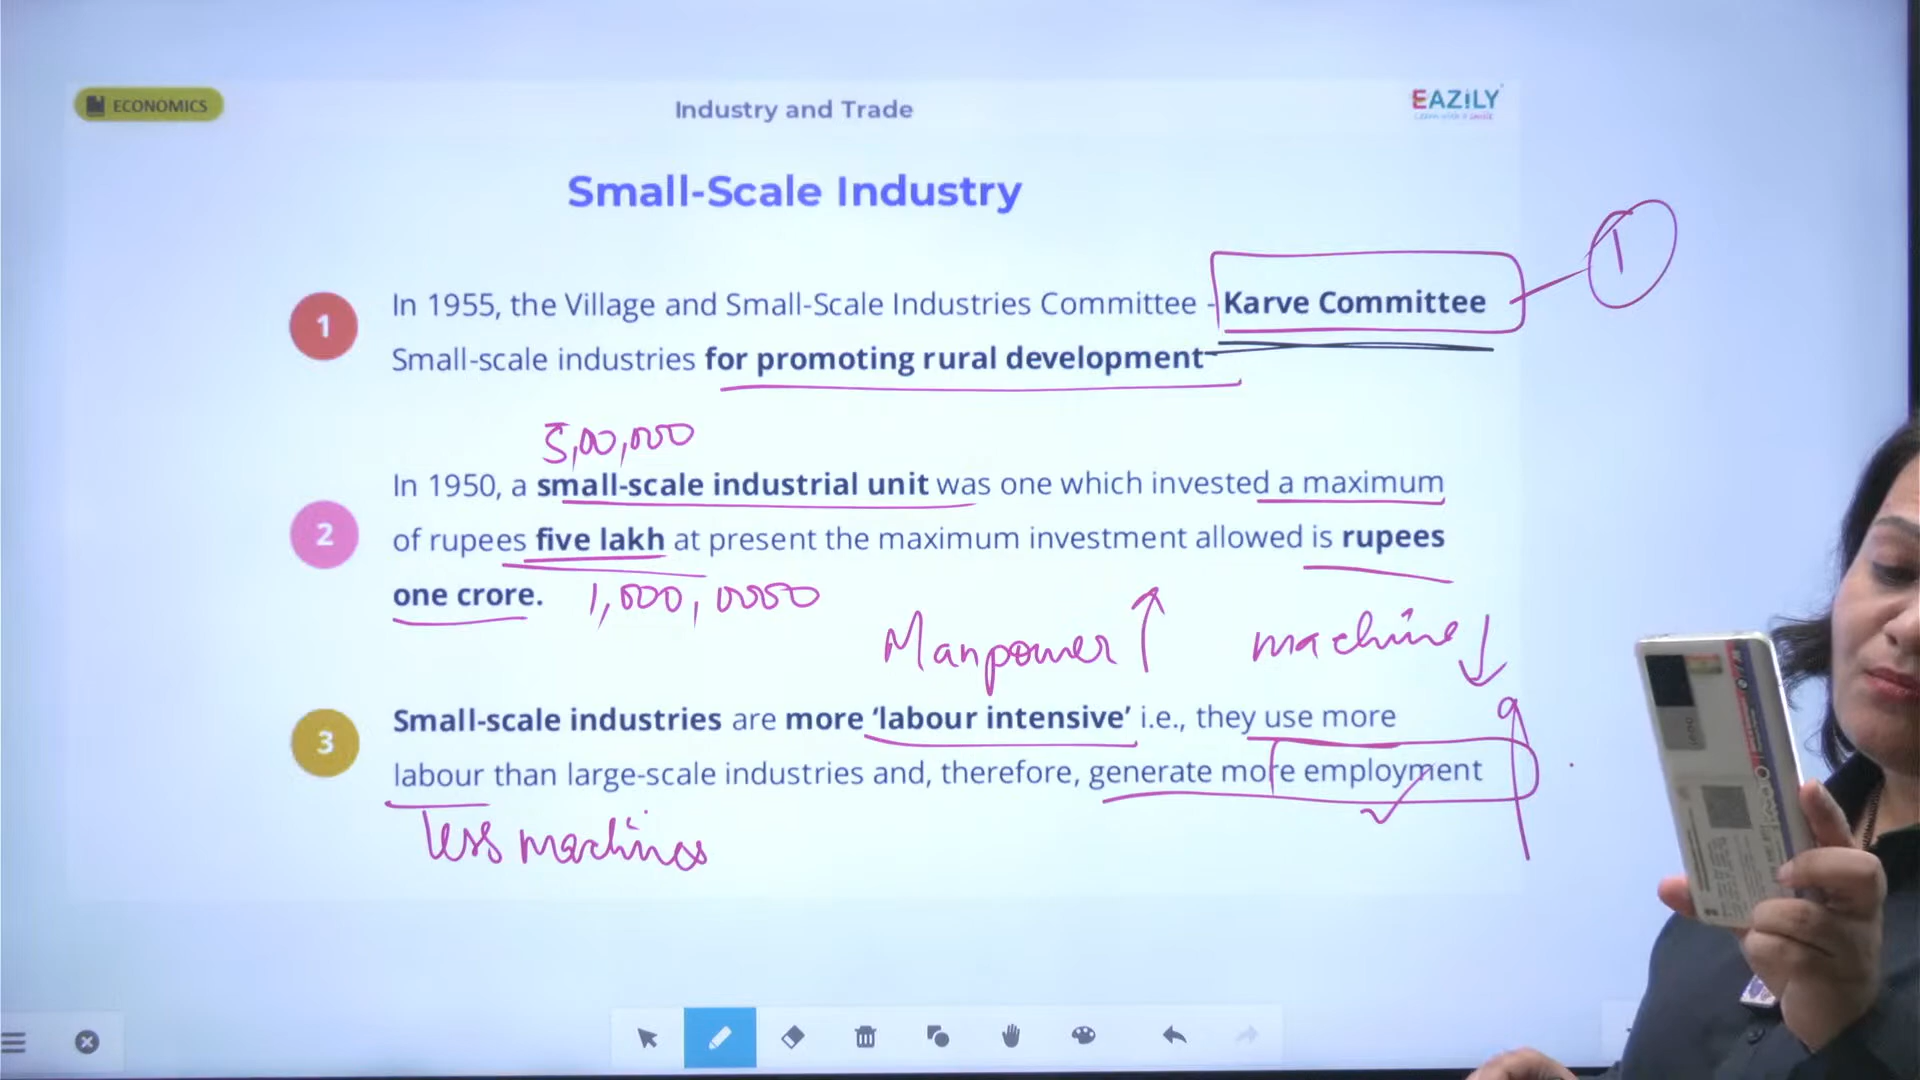 ECONOMICS
Industry and Trade
EAZiLY
Learn with a smile
Small-Scale Industry
1
1
In 1955, the Village and Small-Scale Industries Committee - Karve Committee
Small-scale industries for promoting rural development
5,00,000
2
In 1950, a small-scale industrial unit was one which invested a maximum
of rupees five lakh at present the maximum investment allowed is rupees
one crore. 1,000,0000
Manpower ↑ machine ↓
3
Small-scale industries are more ‘labour intensive’ i.e., they use more
labour than large-scale industries and, therefore, generate more employment
less machines